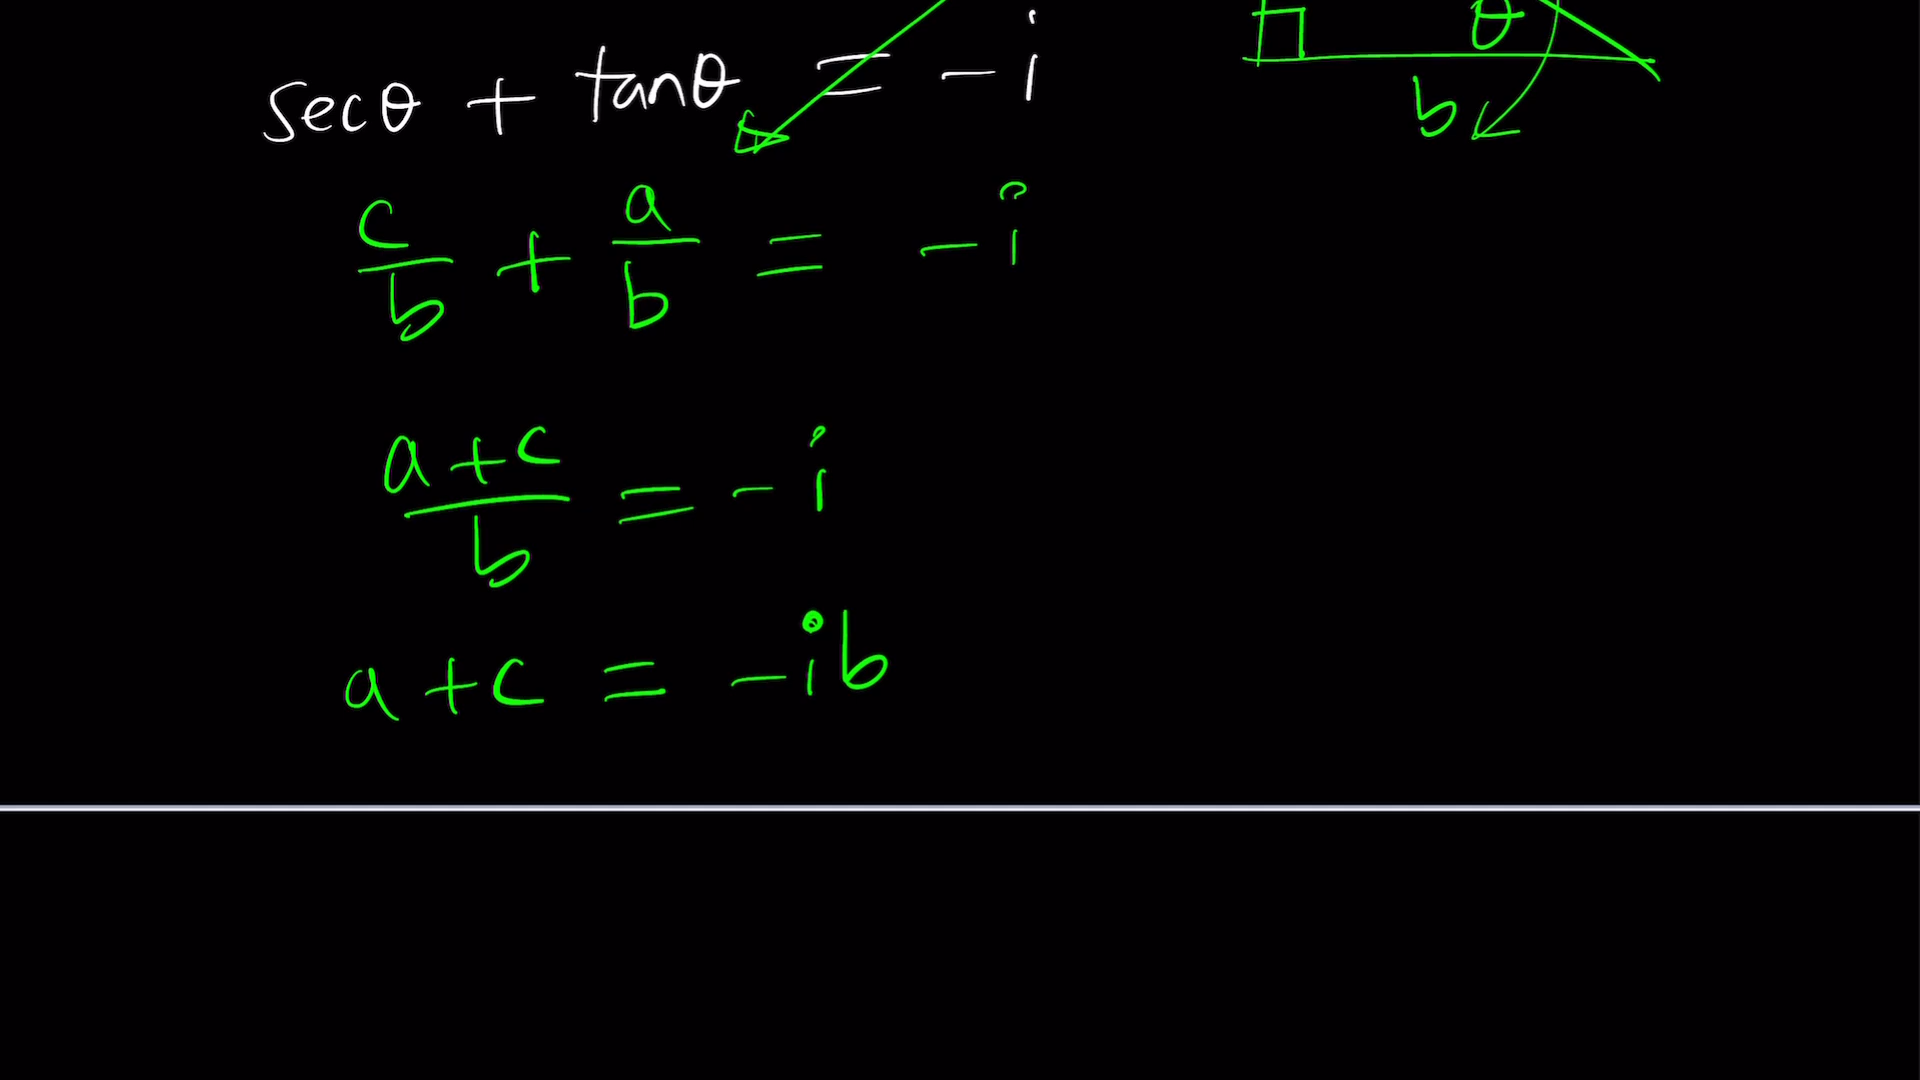 secθ + tanθ = -i
θ
b
c/b + a/b = -i
a+c/b = -i
a+c = -ib